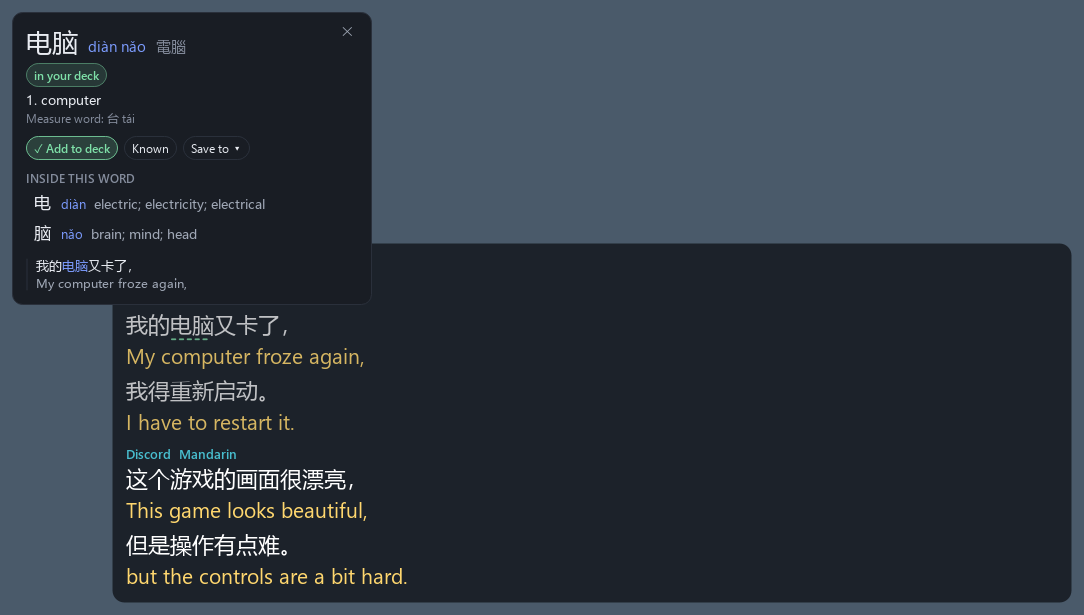 电脑 diàn nǎo 電腦
in your deck
1. computer
Measure word: 台 tái
✓ Add to deck Known Save to ▾
INSIDE THIS WORD
电 diàn electric; electricity; electrical
脑 nǎo brain; mind; head
我的电脑又卡了,
My computer froze again,
我的电脑又卡了,
My computer froze again,
我得重新启动。
I have to restart it.
Discord Mandarin
这个游戏的画面很漂亮,
This game looks beautiful,
但是操作有点难。
but the controls are a bit hard.